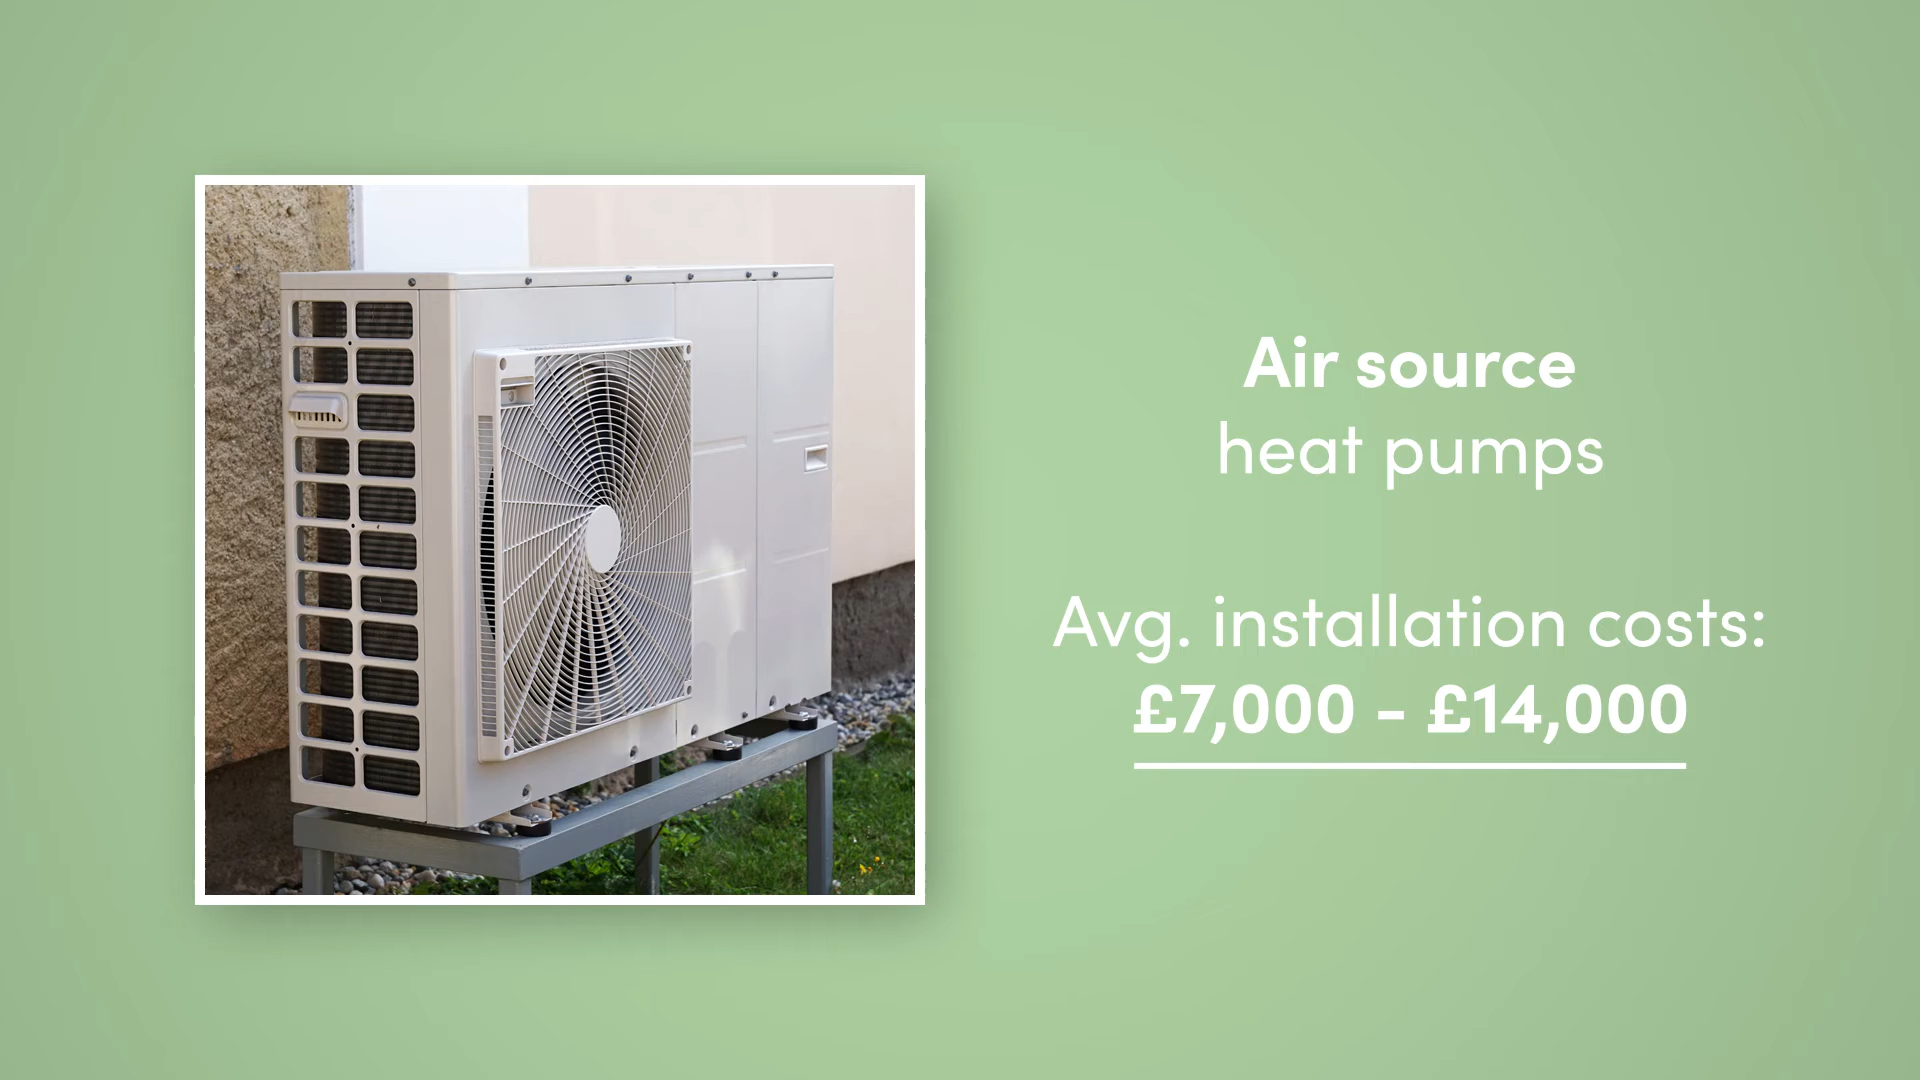 Air source
heat pumps
Avg. installation costs:
£7,000 - £14,000